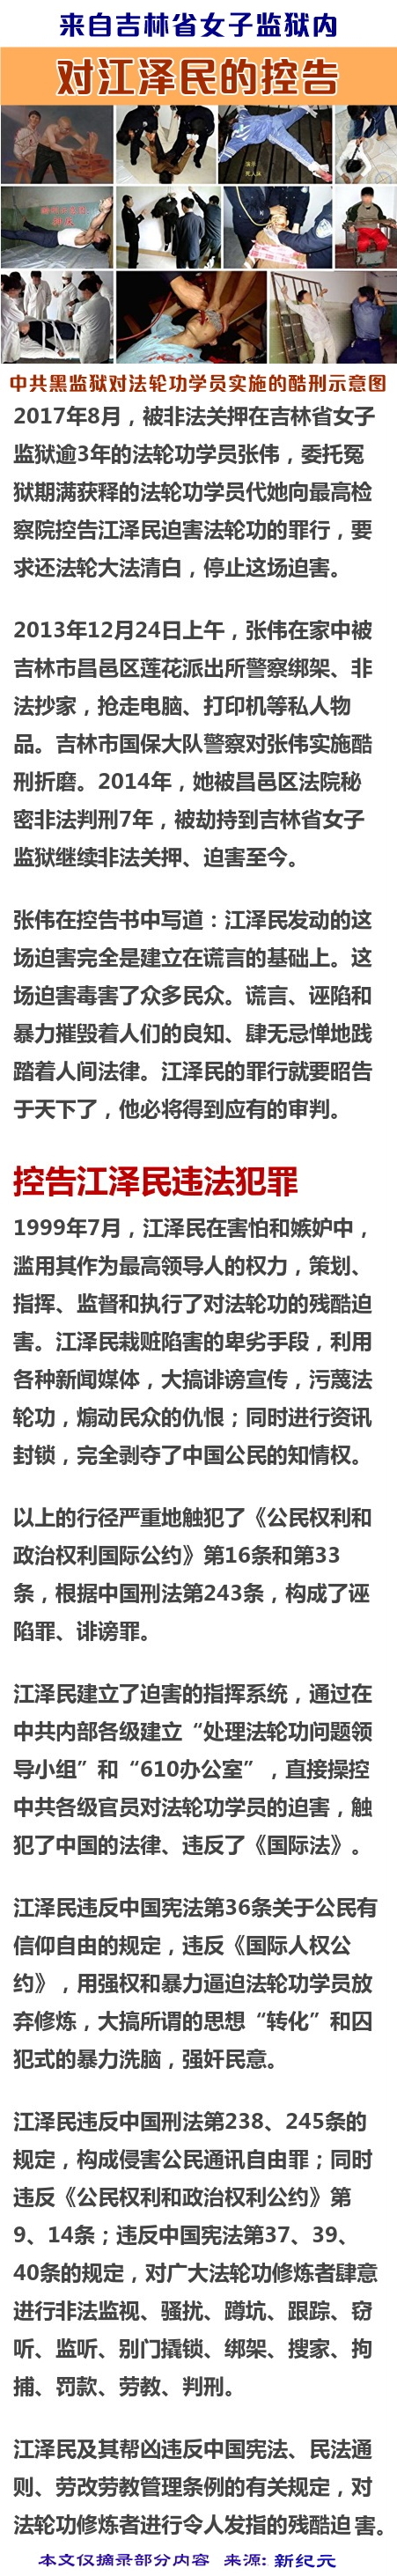 来自吉林省女子监狱内
对江泽民的控告
中共黑监狱对法轮功学员实施的酷刑示意图
2017年8月，被非法关押在吉林省女子
监狱逾3年的法轮功学员张伟，委托冤
狱期满获释的法轮功学员代她向最高检
察院控告江泽民迫害法轮功的罪行，要
求还法轮大法清白，停止这场迫害。
2013年12月24日上午，张伟在家中被
吉林市昌邑区莲花派出所警察绑架、非
法抄家，抢走电脑、打印机等私人物
品。吉林市国保大队警察对张伟实施酷
刑折磨。2014年，她被昌邑区法院秘
密非法判刑7年，被劫持到吉林省女子
监狱继续非法关押、迫害至今。
张伟在控告书中写道：江泽民发动的这
场迫害完全是建立在谎言的基础上。这
场迫害毒害了众多民众。谎言、诬陷和
暴力摧毁着人们的良知、肆无忌惮地践
踏着人间法律。江泽民的罪行就要昭告
于天下了，他必将得到应有的审判。
控告江泽民违法犯罪
1999年7月，江泽民在害怕和嫉妒中，
滥用其作为最高领导人的权力，策划、
指挥、监督和执行了对法轮功的残酷迫
害。江泽民栽赃陷害的卑劣手段，利用
各种新闻媒体，大搞诽谤宣传，污蔑法
轮功，煽动民众的仇恨；同时进行资讯
封锁，完全剥夺了中国公民的知情权。
以上的行径严重地触犯了《公民权利和
政治权利国际公约》第16条和第33
条，根据中国刑法第243条，构成了诬
陷罪、诽谤罪。
江泽民建立了迫害的指挥系统，通过在
中共内部各级建立“处理法轮功问题领
导小组”和“610办公室”，直接操控
中共各级官员对法轮功学员的迫害，触
犯了中国的法律、违反了《国际法》。
江泽民违反中国宪法第36条关于公民有
信仰自由的规定，违反《国际人权公
约》，用强权和暴力逼迫法轮功学员放
弃修炼，大搞所谓的思想“转化”和囚
犯式的暴力洗脑，强奸民意。
江泽民违反中国刑法第238、245条的
规定，构成侵害公民通讯自由罪；同时
违反《公民权利和政治权利公约》第
9、14条；违反中国宪法第37、39、
40条的规定，对广大法轮功修炼者肆意
进行非法监视、骚扰、蹲坑、跟踪、窃
听、监听、别门撬锁、绑架、搜家、拘
捕、罚款、劳教、判刑。
江泽民及其帮凶违反中国宪法、民法通
则、劳改劳教管理条例的有关规定，对
法轮功修炼者进行令人发指的残酷迫害。
本文仅摘录部分内容 来源: 新纪元